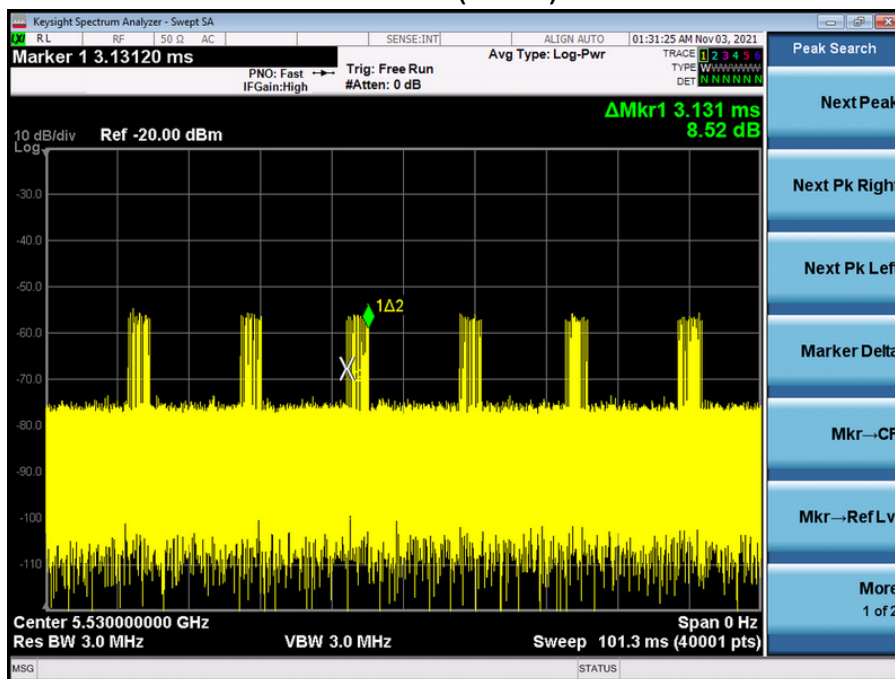 Keysight Spectrum Analyzer - Swept SA
LXI RL RF 50 Ω AC SENSE:INT ALIGN AUTO 01:31:25 AM Nov 03, 2021
Marker 1 3.13120 ms
PNO: Fast
IFGain:High
Trig: Free Run
#Atten: 0 dB
Avg Type: Log-Pwr
TRACE 1 2 3 4 5 6
TYPE WWWWWW
DET N N N N N N
ΔMkr1 3.131 ms
8.52 dB
10 dB/div
Log
Ref -20.00 dBm
-30.0
-40.0
-50.0
1Δ2
-60.0
-70.0
-80.0
-90.0
-100
-110
Center 5.530000000 GHz
Span 0 Hz
Res BW 3.0 MHz
VBW 3.0 MHz
Sweep 101.3 ms (40001 pts)
MSG
STATUS
Peak Search
Next Peak
Next Pk Right
Next Pk Left
Marker Delta
Mkr→CF
Mkr→Ref Lv
More
1 of 2